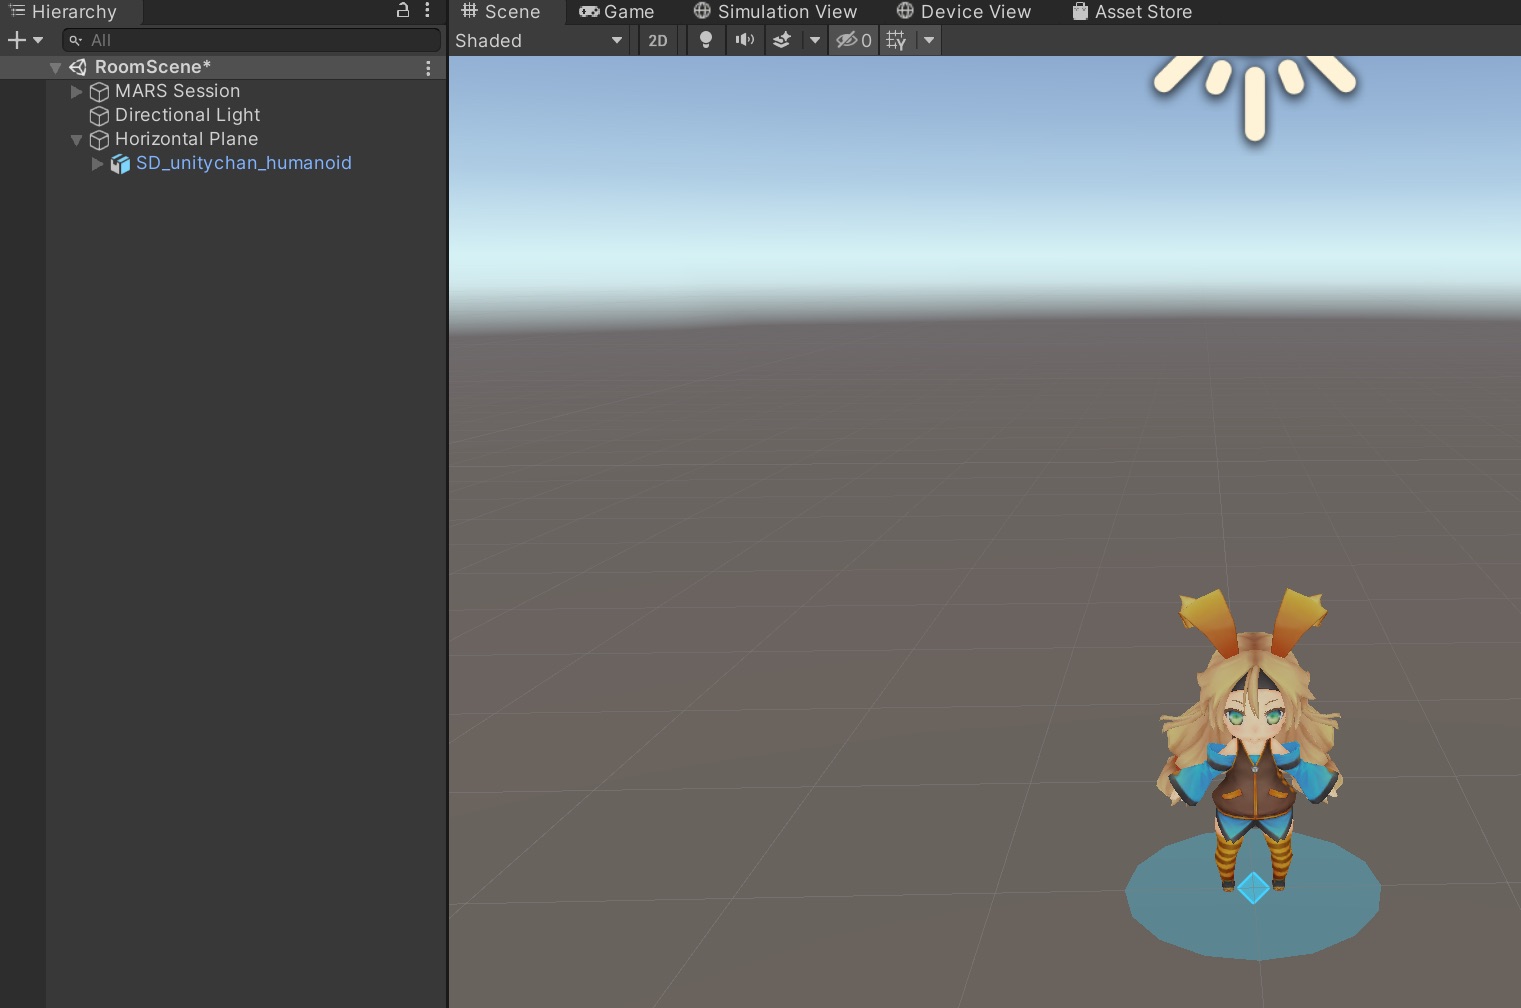 Hierarchy
All
RoomScene*
MARS Session
Directional Light
Horizontal Plane
SD_unitychan_humanoid
Scene Game Simulation View Device View Asset Store
Shaded 2D 0 Y